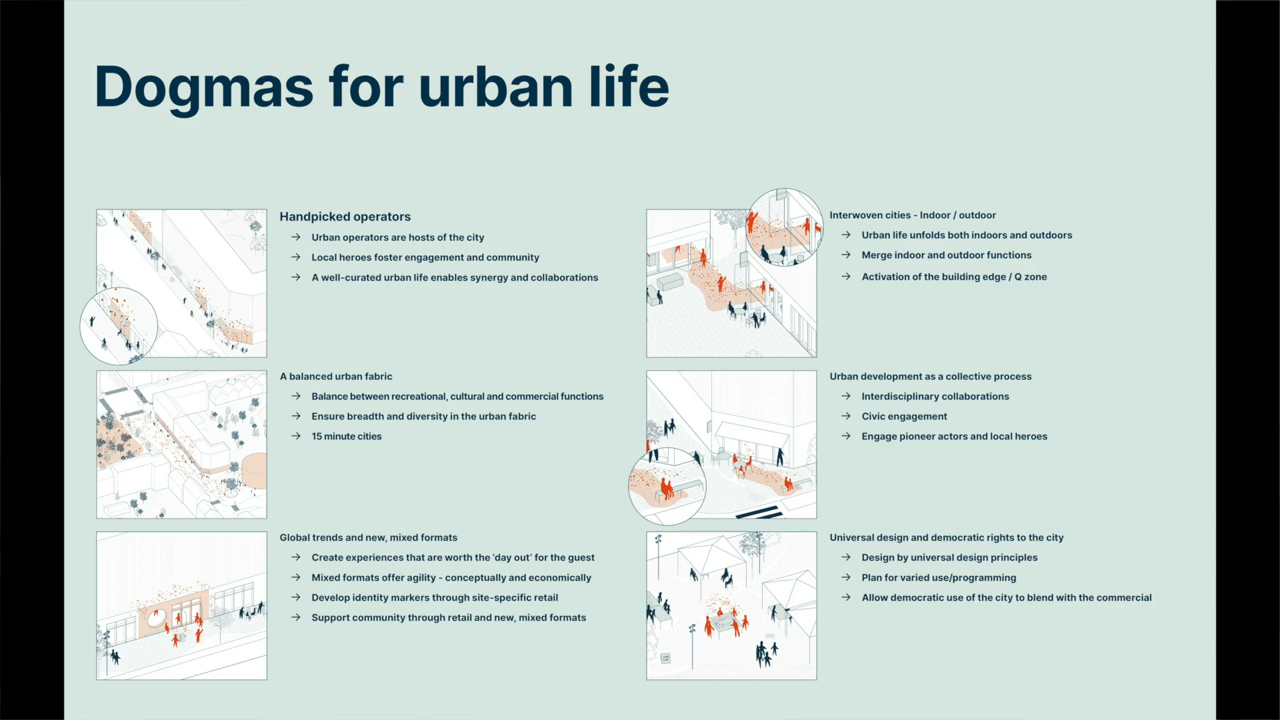 Dogmas for urban life
Handpicked operators
→ Urban operators are hosts of the city
→ Local heroes foster engagement and community
→ A well-curated urban life enables synergy and collaborations
A balanced urban fabric
→ Balance between recreational, cultural and commercial functions
→ Ensure breadth and diversity in the urban fabric
→ 15 minute cities
Global trends and new, mixed formats
→ Create experiences that are worth the ‘day out’ for the guest
→ Mixed formats offer agility - conceptually and economically
→ Develop identity markers through site-specific retail
→ Support community through retail and new, mixed formats
Interwoven cities - Indoor / outdoor
→ Urban life unfolds both indoors and outdoors
→ Merge indoor and outdoor functions
→ Activation of the building edge / Q zone
Urban development as a collective process
→ Interdisciplinary collaborations
→ Civic engagement
→ Engage pioneer actors and local heroes
Universal design and democratic rights to the city
→ Design by universal design principles
→ Plan for varied use/programming
→ Allow democratic use of the city to blend with the commercial